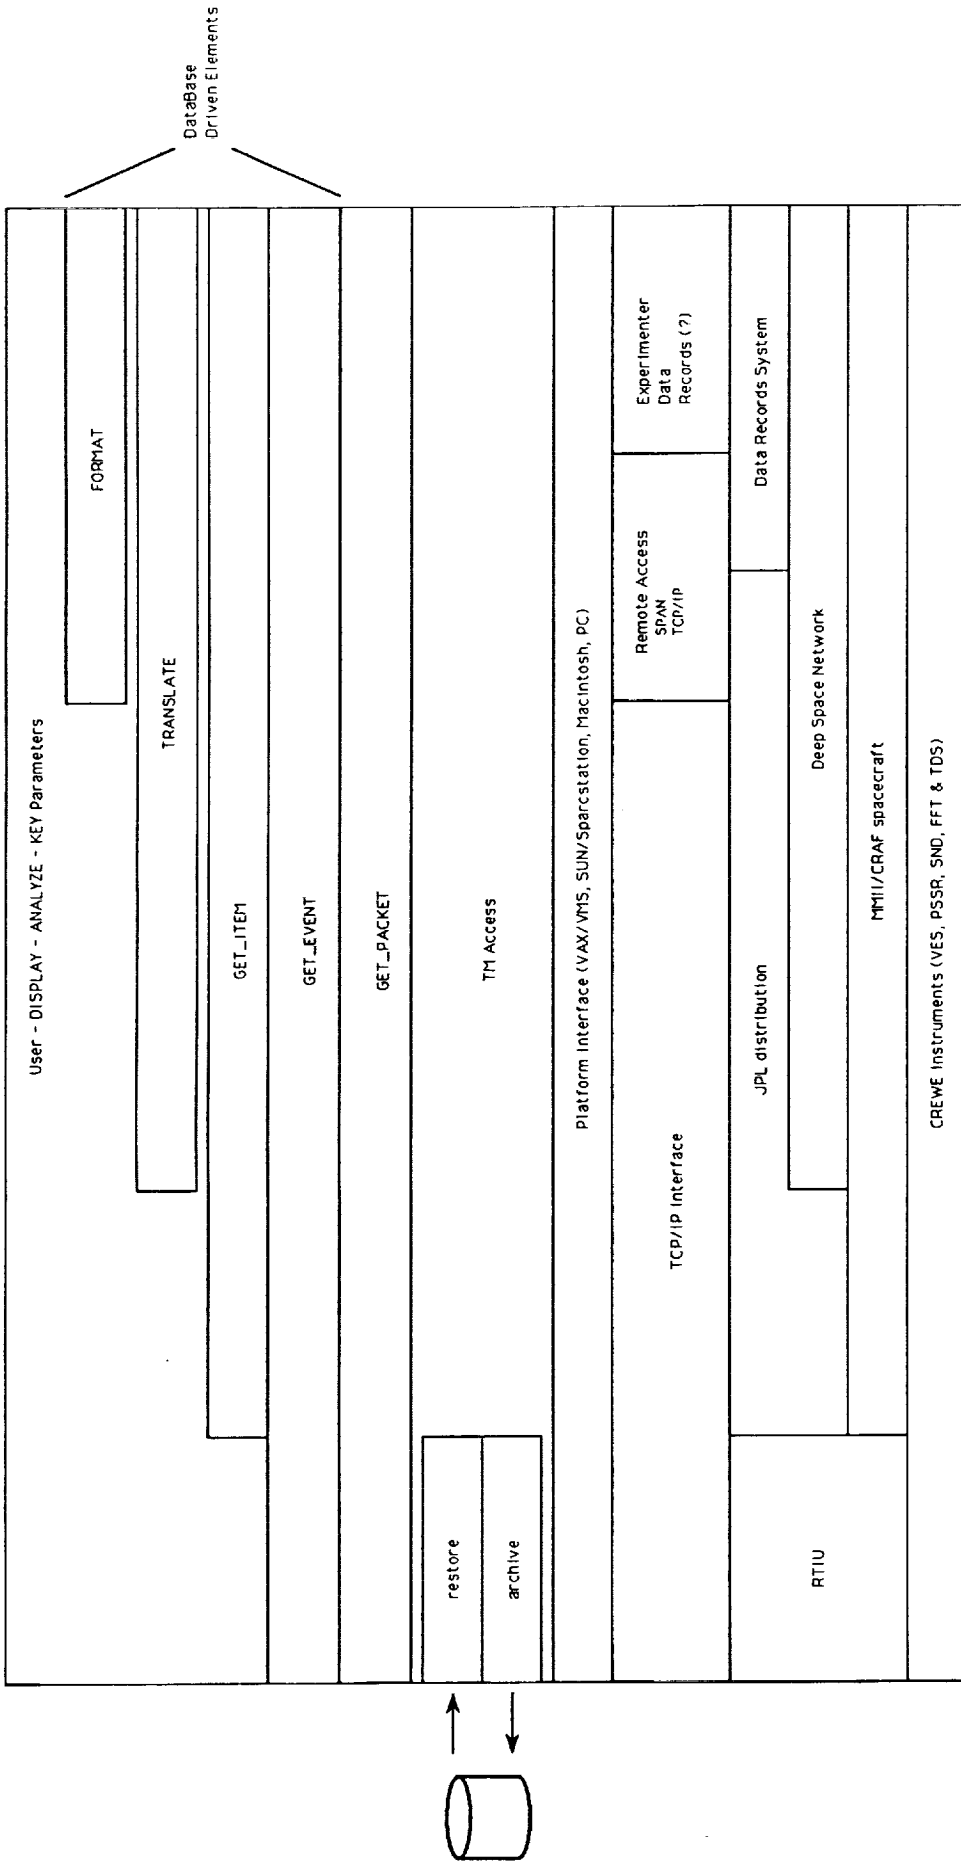 DataBase
Driven Elements
User - DISPLAY - ANALYZE - KEY Parameters
FORMAT
TRANSLATE
GET_ITEM
GET_EVENT
GET_PACKET
restore
archive
TM Access
Platform Interface (VAX/VMS, SUN/Sparcstation, Macintosh, PC)
TCP/IP Interface
Remote Access
SPAN
TCP/IP
Experimenter
Data
Records (?)
RTIU
JPL distribution
Data Records System
Deep Space Network
MMII/CRAF spacecraft
CREWE Instruments (VES, PSSR, SND, FFT & TDS)